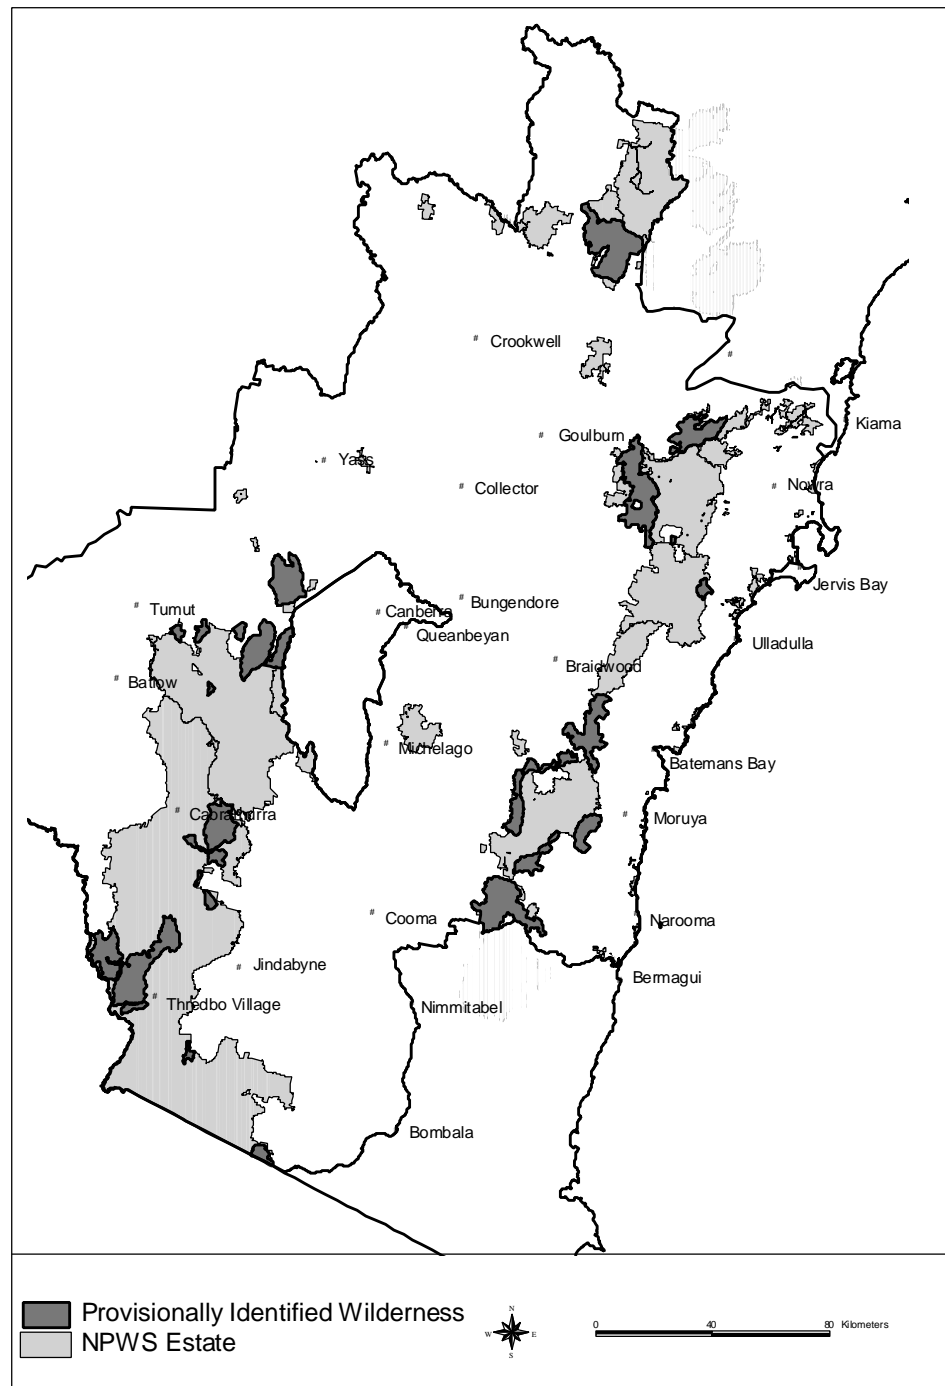 Crookwell
Kiama
Goulburn
Yass
Collector
Nowra
Jervis Bay
Tumut
Canberra
Bungendore
Queanbeyan
Ulladulla
Braidwood
Batlow
Michelago
Batemans Bay
Cabramurra
Moruya
Cooma
Narooma
Jindabyne
Bermagui
Thredbo Village
Nimmitabel
Bombala
Provisionally Identified Wilderness
NPWS Estate
N
W E
S
0 40 80 Kilometers